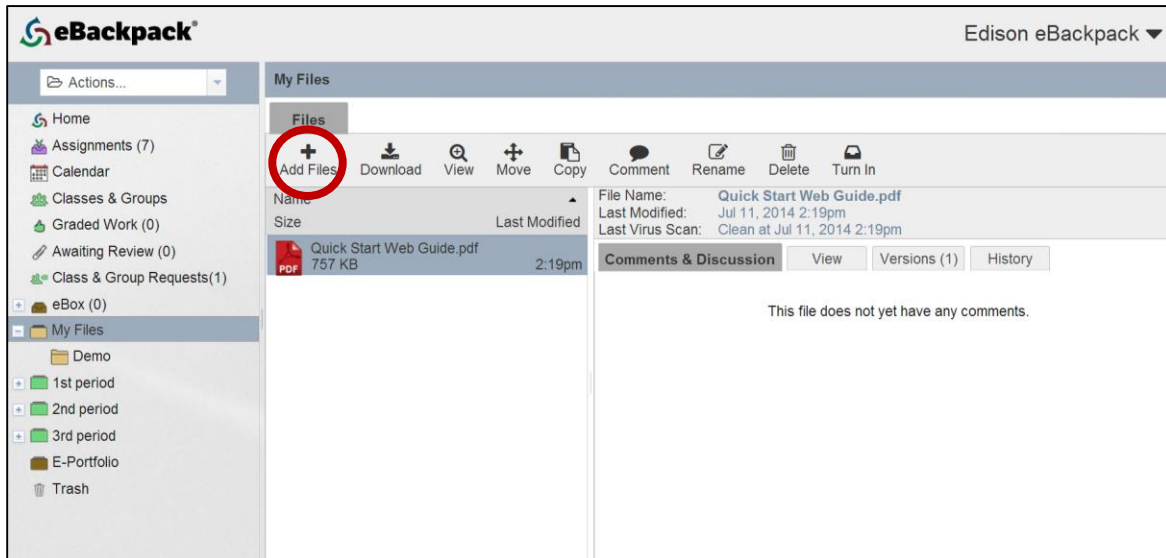 eBackpack®
Edison eBackpack
Actions...
Home
Assignments (7)
Calendar
Classes & Groups
Graded Work (0)
Awaiting Review (0)
Class & Group Requests(1)
eBox (0)
My Files
Demo
1st period
2nd period
3rd period
E-Portfolio
Trash
My Files
Files
Add Files Download View Move Copy Comment Rename Delete Turn In
Name
Size Last Modified
Quick Start Web Guide.pdf
PDF 757 KB 2:19pm
File Name: Quick Start Web Guide.pdf
Last Modified: Jul 11, 2014 2:19pm
Last Virus Scan: Clean at Jul 11, 2014 2:19pm
Comments & Discussion View Versions (1) History
This file does not yet have any comments.